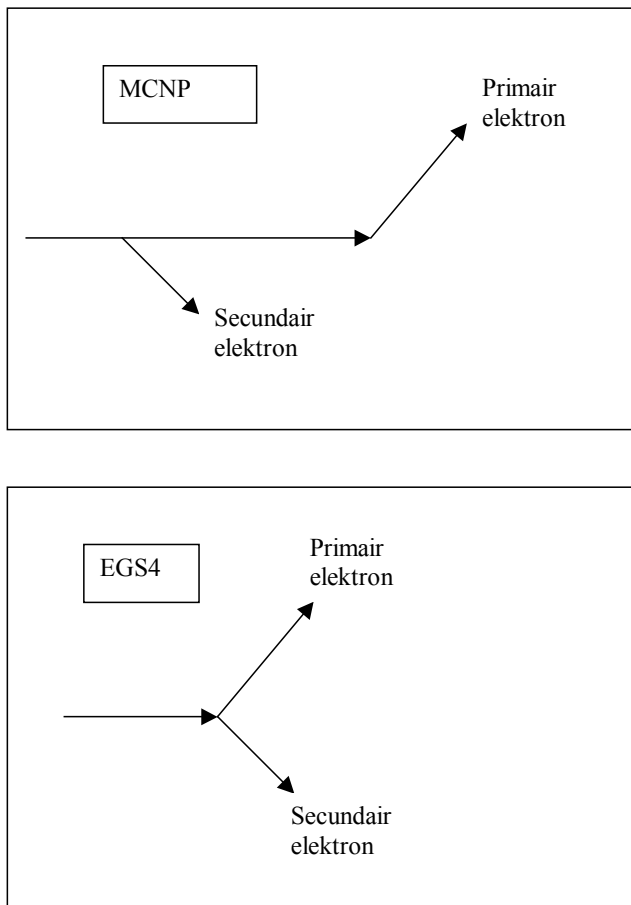 MCNP
Primair
elektron
Secundair
elektron
EGS4
Primair
elektron
Secundair
elektron